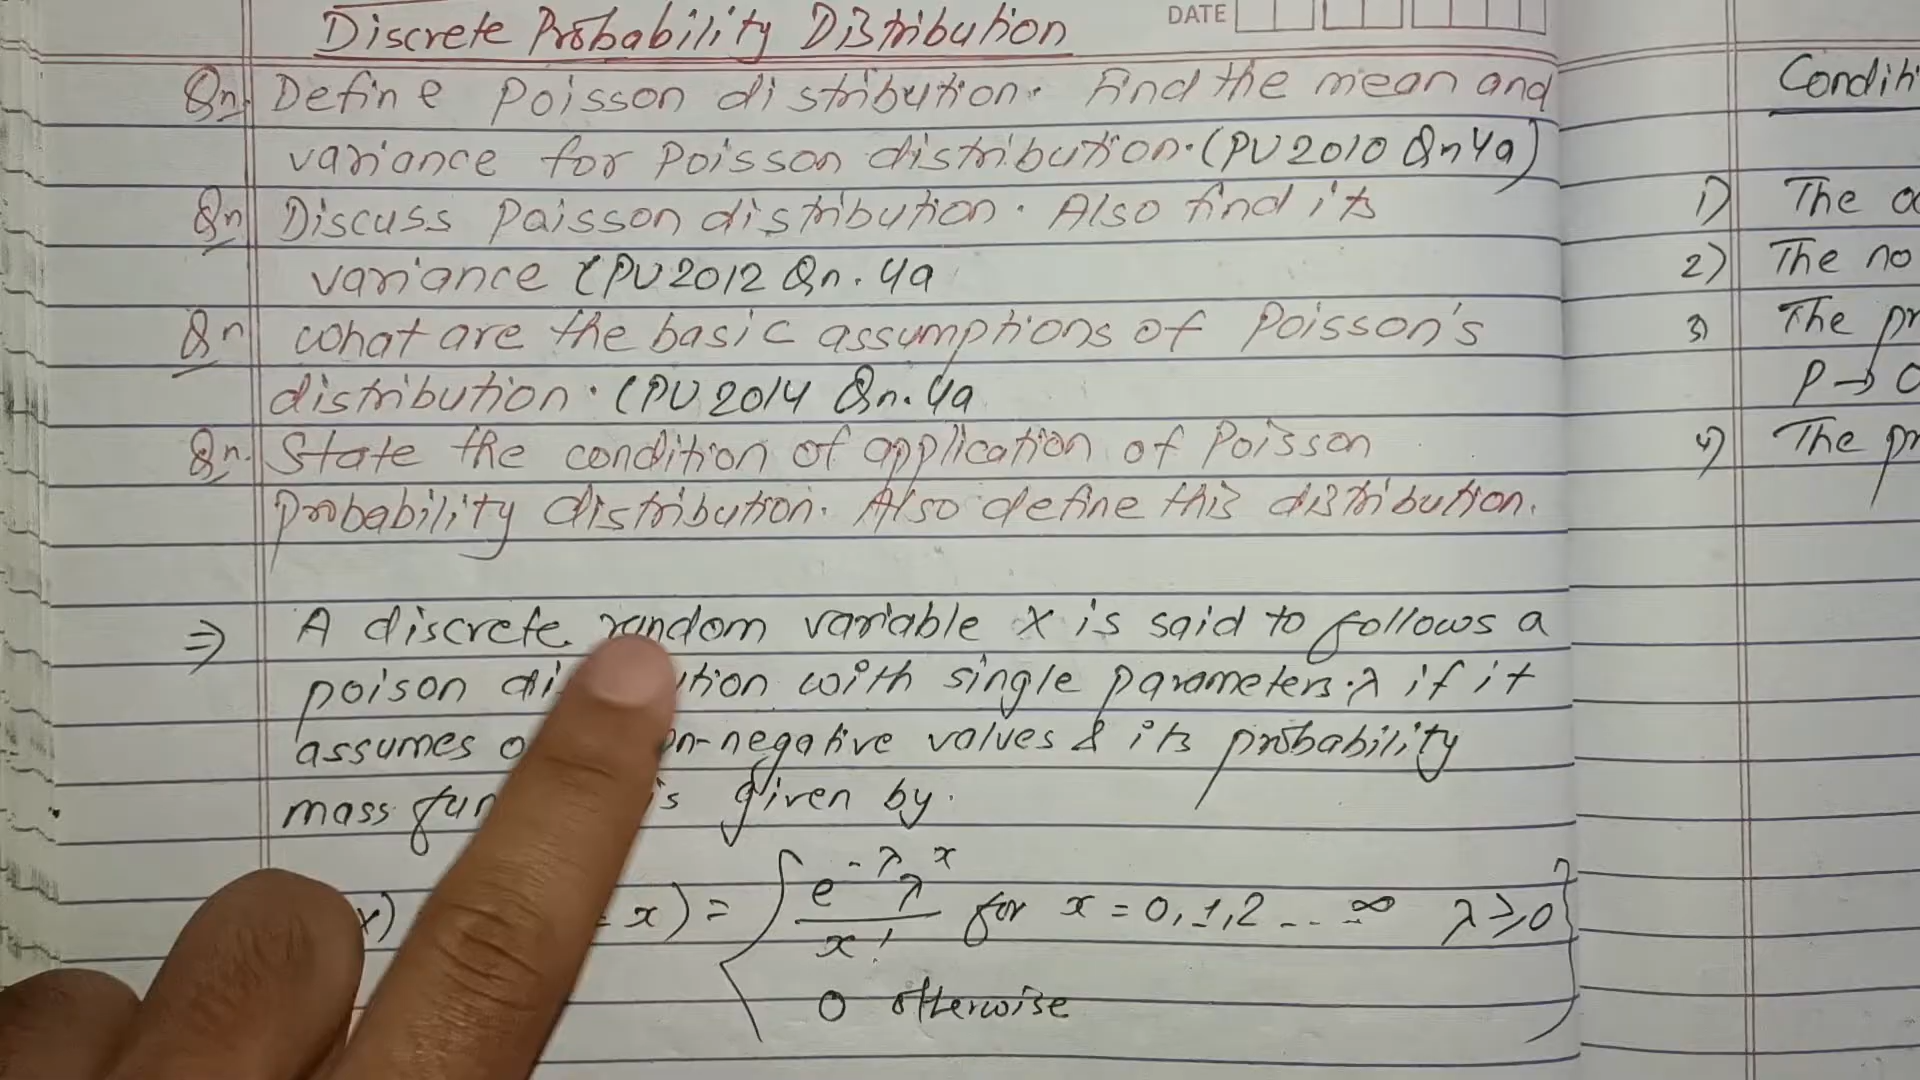 Discrete Probability Distribution
DATE
Qn. Define poisson distribution. find the mean and
variance for poisson distribution. (PU 2010 Qn 4a)
Qn Discuss paisson distribution. Also find its
variance (PU 2012 Qn. 4a
Qn what are the basic assumptions of poisson's
distribution. (PU 2014 Qn. 4a
Qn. State the condition of application of poisson
probability distribution. Also define this distribution.
⇒ A discrete random variable X is said to follows a
poison with single parameters λ if it
assumes non-negative values & its probability
mass is given by.
x) = { e^-λ λ^x / x! for x = 0, 1, 2 ... ∞ λ ≥ 0 }
0 otherwise
1) The
2) The no
3) The
P →
4) The